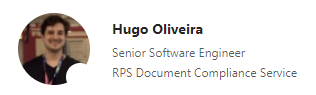 Hugo Oliveira
Senior Software Engineer
RPS Document Compliance Service